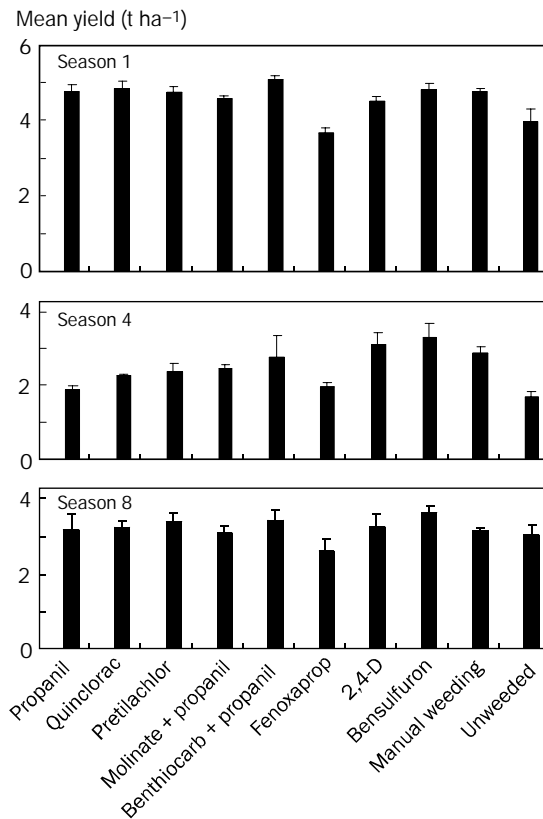 Mean yield (t ha–1)
6
Season 1
4
2
0
4
Season 4
2
0
4
Season 8
2
0
Propanil
Quinclorac
Pretilachlor
Molinate + propanil
Benthiocarb + propanil
Fenoxaprop
2,4-D
Bensulfuron
Manual weeding
Unweeded